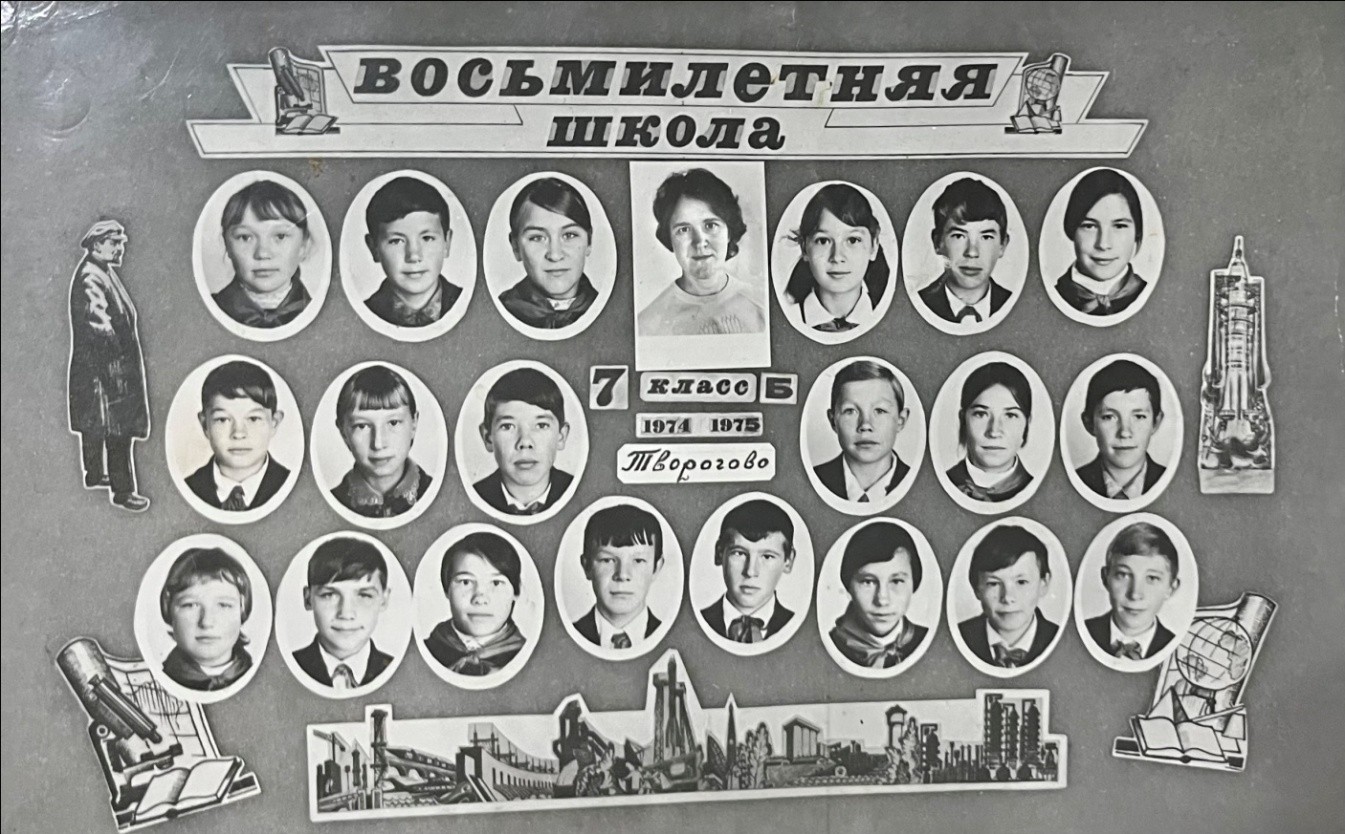 восьмилетняя
школа
7 класс Б
1974 1975
Творогово